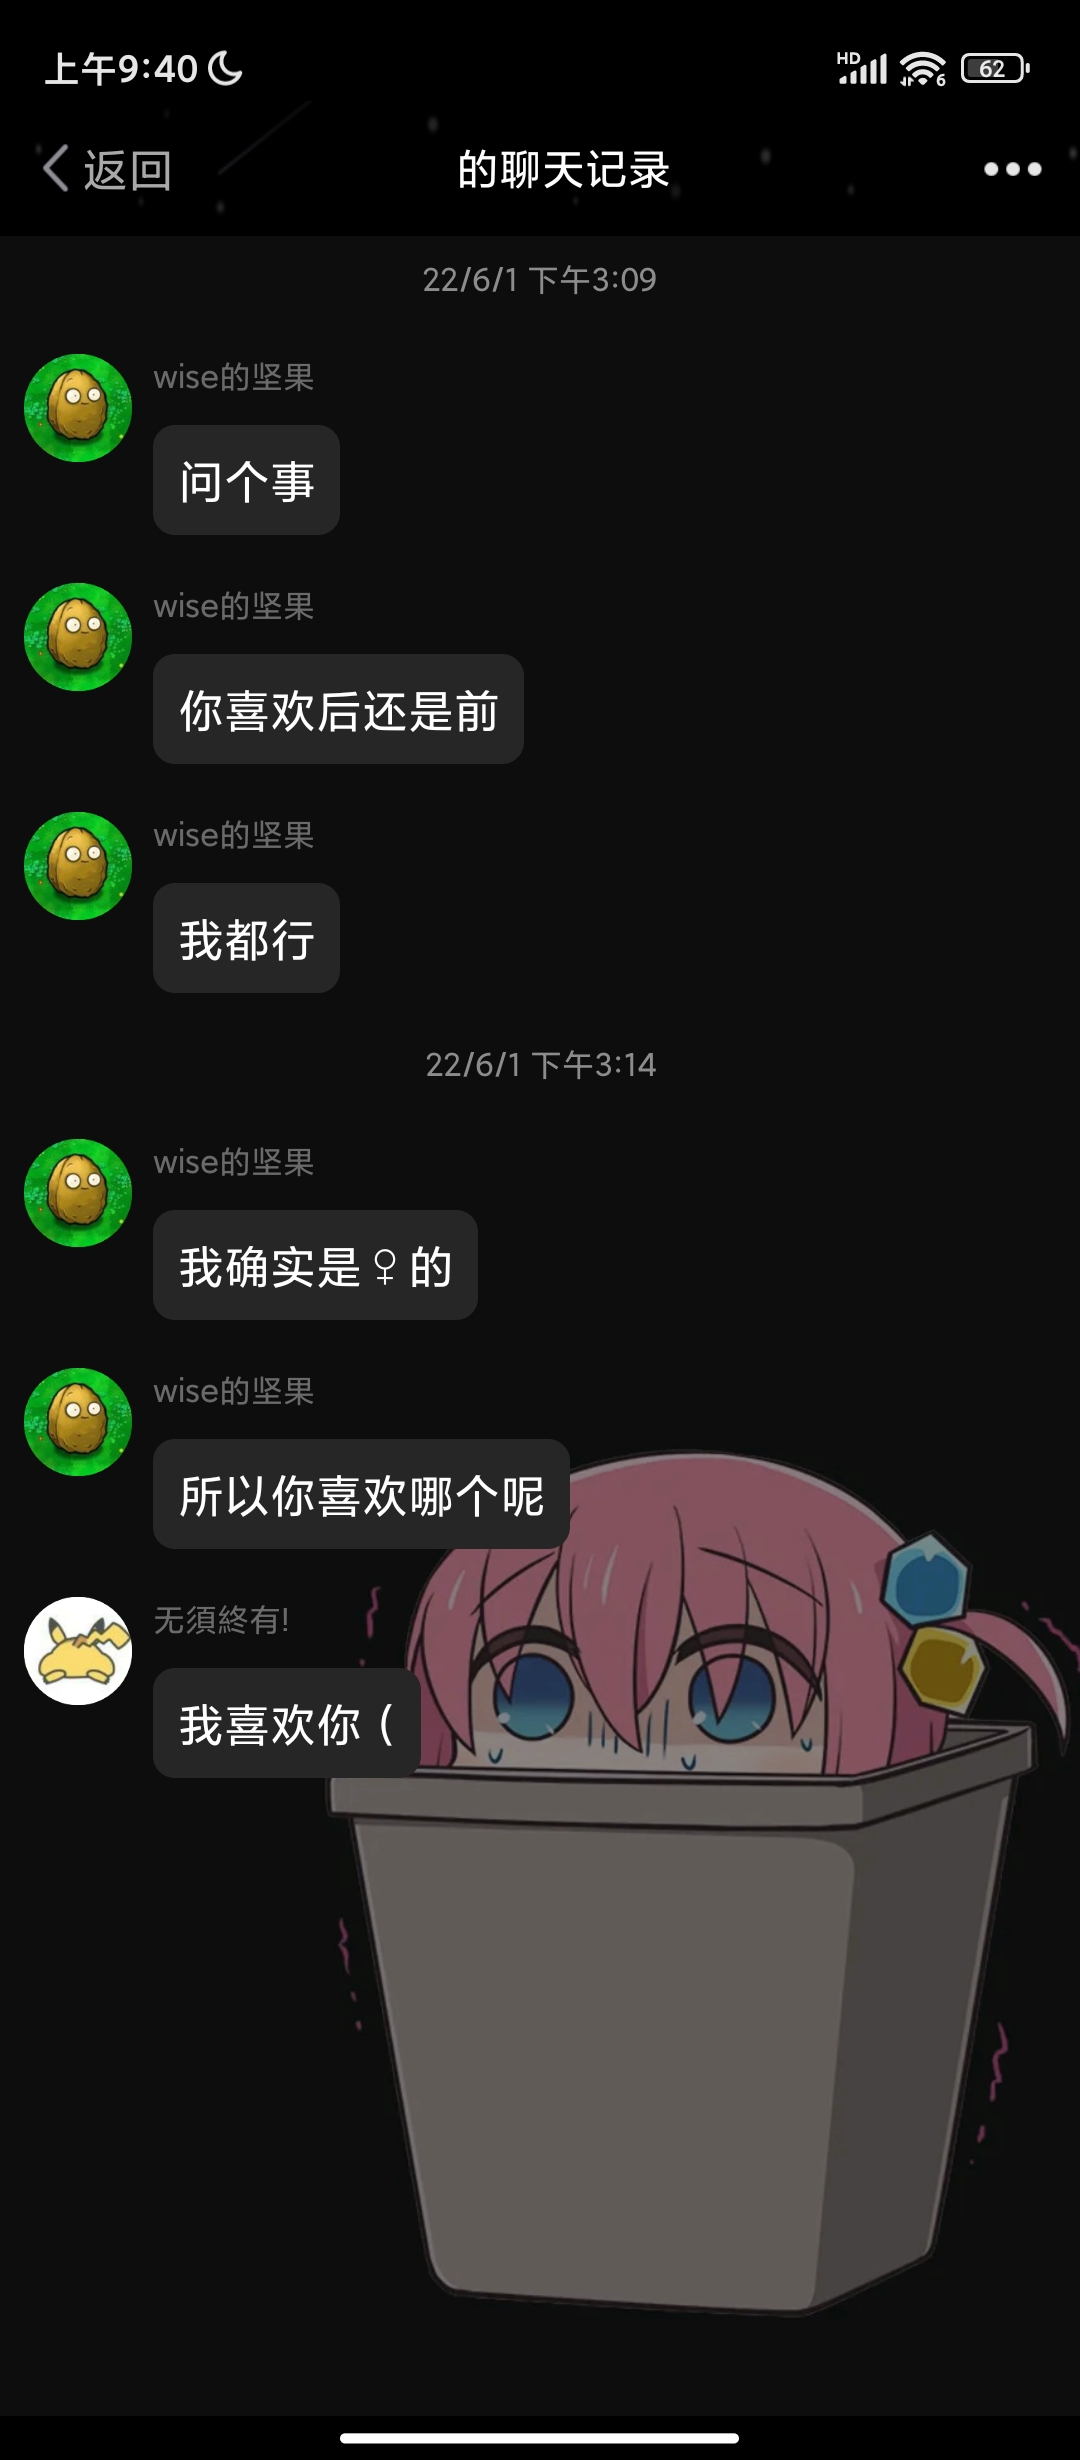 上午9:40
HD
6
62
返回
的聊天记录
22/6/1 下午3:09
wise的坚果
问个事
wise的坚果
你喜欢后还是前
wise的坚果
我都行
22/6/1 下午3:14
wise的坚果
我确实是♀的
wise的坚果
所以你喜欢哪个呢
无須終有!
我喜欢你（